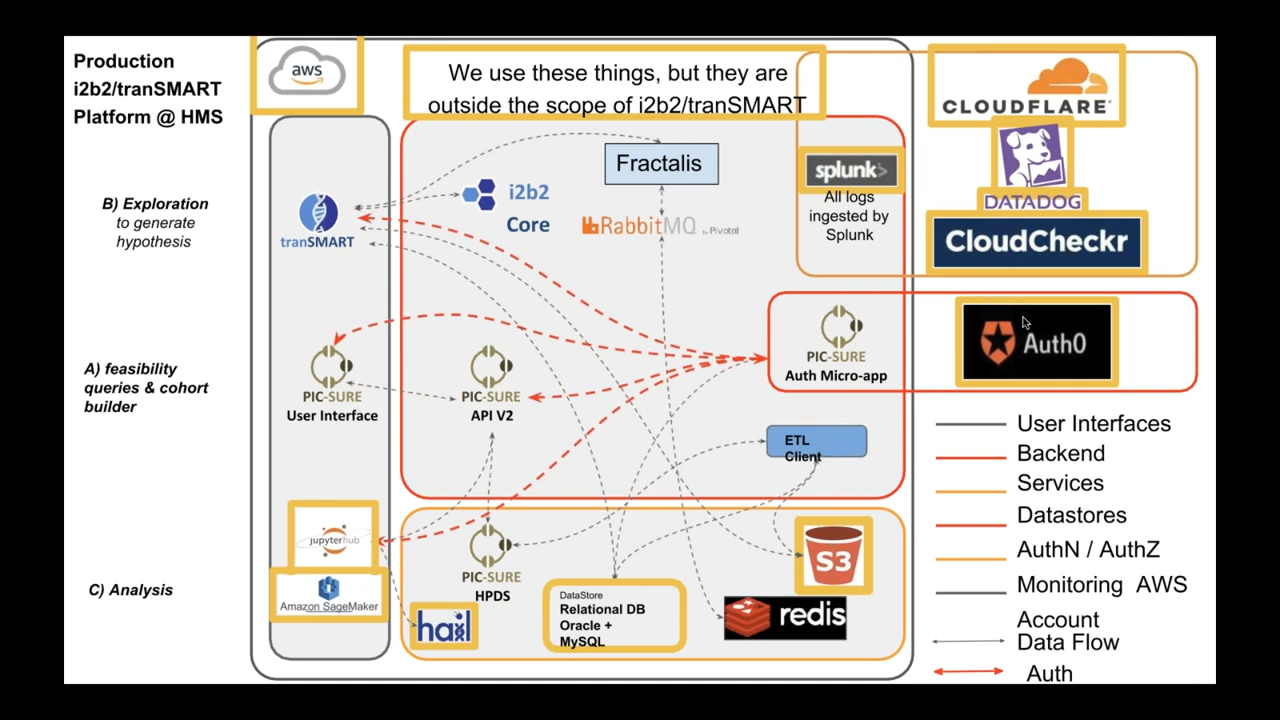 Production
i2b2/tranSMART
Platform @ HMS
aws
We use these things, but they are
outside the scope of i2b2/tranSMART
CLOUDFLARE
DATADOG
CloudCheckr
splunk>
All logs
ingested by
Splunk
Fractalis
i2b2
Core
RabbitMQ by Pivotal
B) Exploration
to generate
hypothesis
tranSMART
PIC-SURE
Auth Micro-app
Auth0
A) feasibility
queries & cohort
builder
PIC-SURE
User Interface
PIC-SURE
API V2
ETL
Client
User Interfaces
Backend
Services
Datastores
AuthN / AuthZ
Monitoring AWS
Account
Data Flow
Auth
C) Analysis
jupyterhub
Amazon SageMaker
PIC-SURE
HPDS
hail
DataStore
Relational DB
Oracle +
MySQL
S3
redis